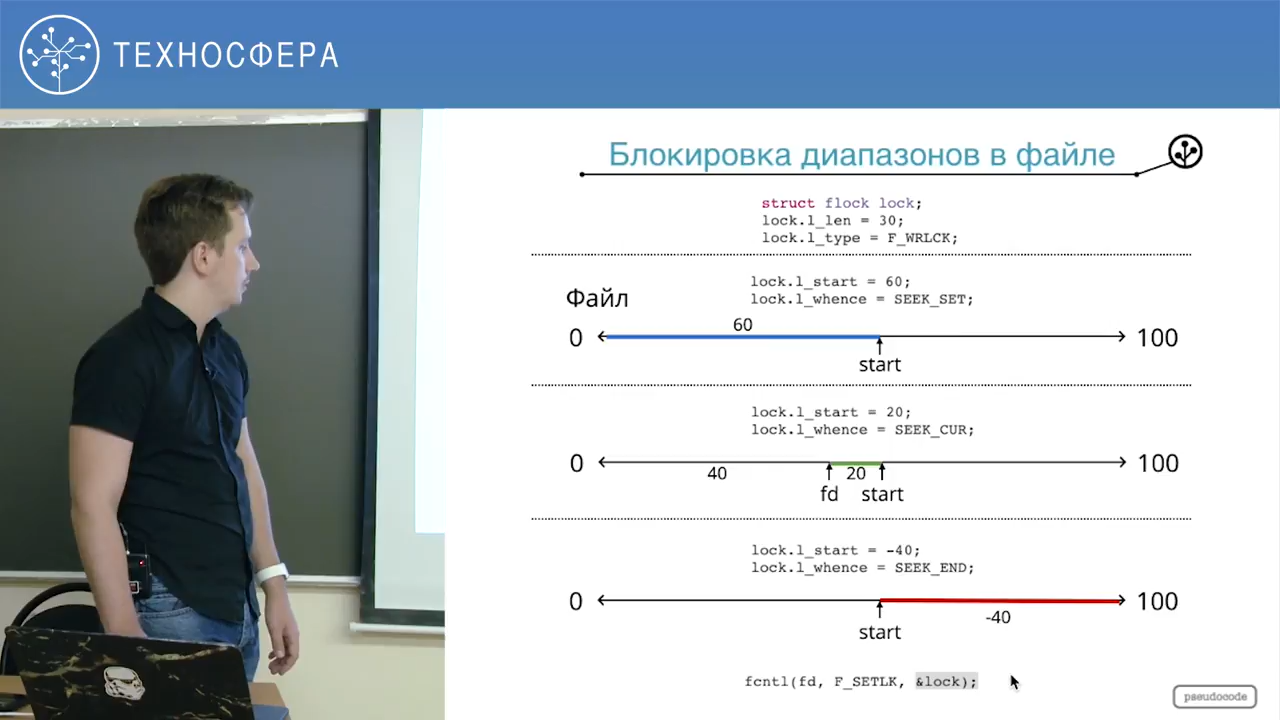 ТЕХНОСФЕРА
Блокировка диапазонов в файле
struct flock lock;
lock.l_len = 30;
lock.l_type = F_WRLCK;
lock.l_start = 60;
lock.l_whence = SEEK_SET;
Файл
60
0
100
start
lock.l_start = 20;
lock.l_whence = SEEK_CUR;
0
100
40
20
fd
start
lock.l_start = -40;
lock.l_whence = SEEK_END;
0
100
-40
start
fcntl(fd, F_SETLK, &lock);
pseudocode